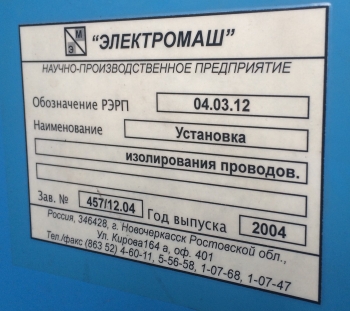 МЭ "ЭЛЕКТРОМАШ"
НАУЧНО-ПРОИЗВОДСТВЕННОЕ ПРЕДПРИЯТИЕ
Обозначение РЭРП 04.03.12
Наименование Установка
изолирования проводов.
Зав. № 457/12.04 Год выпуска 2004
Россия, 346428, г. Новочеркасск Ростовской обл.,
Ул. Кирова164 а, оф. 401
Тел./факс (863 52) 4-60-11, 5-56-58, 1-07-68, 1-07-47